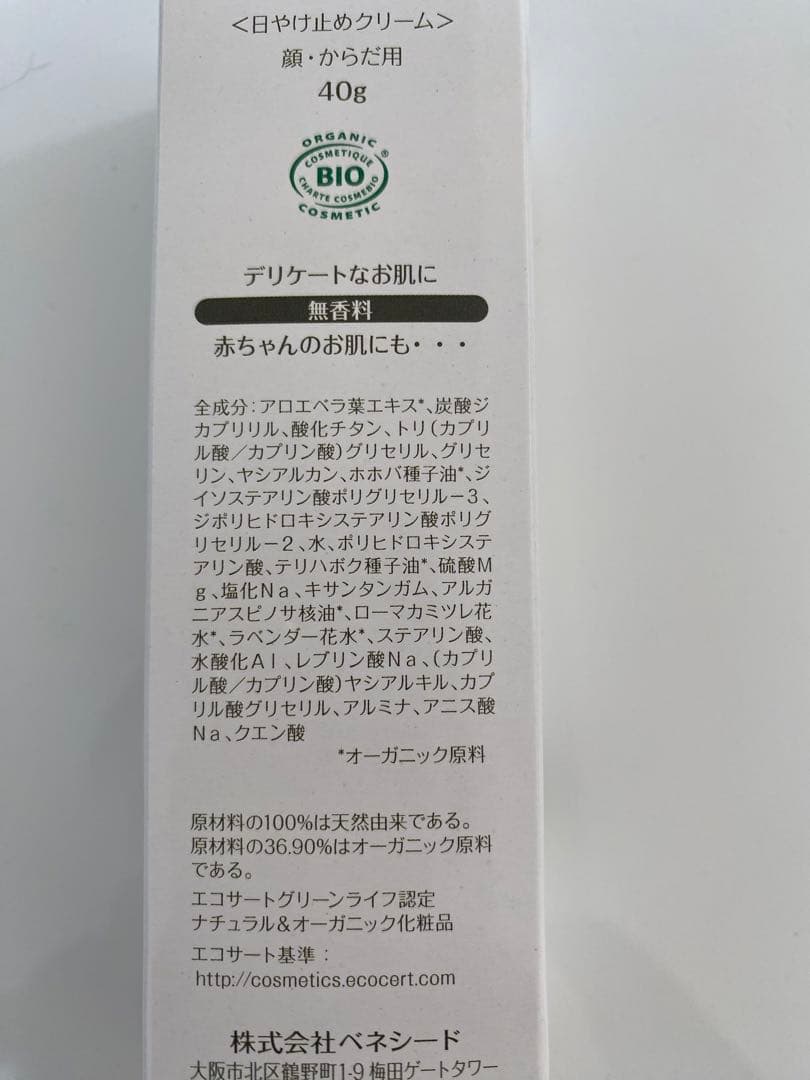 ＜日やけ止めクリーム＞
顔・からだ用
40g
ORGANIC
COSMETIQUE
BIO
®
CHARTE COSMEBIO
COSMETIC
デリケートなお肌に
無香料
赤ちゃんのお肌にも・・・
全成分：アロエベラ葉エキス*、炭酸ジ
カプリリル、酸化チタン、トリ（カプリ
ル酸／カプリン酸）グリセリル、グリセ
リン、ヤシアルカン、ホホバ種子油*、ジ
イソステアリン酸ポリグリセリル－３、
ジポリヒドロキシステアリン酸ポリグ
リセリル－２、水、ポリヒドロキシステ
アリン酸、テリハボク種子油*、硫酸Ｍ
ｇ、塩化Ｎａ、キサンタンガム、アルガ
ニアスピノサ核油*、ローマカミツレ花
水*、ラベンダー花水*、ステアリン酸、
水酸化Ａｌ、レブリン酸Ｎａ、（カプリ
ル酸／カプリン酸）ヤシアルキル、カプ
リル酸グリセリル、アルミナ、アニス酸
Ｎａ、クエン酸
*オーガニック原料
原材料の100%は天然由来である。
原材料の36.90%はオーガニック原料
である。
エコサートグリーンライフ認定
ナチュラル＆オーガニック化粧品
エコサート基準：
http://cosmetics.ecocert.com
株式会社ベネシード
大阪市北区鶴野町1-9 梅田ゲートタワー